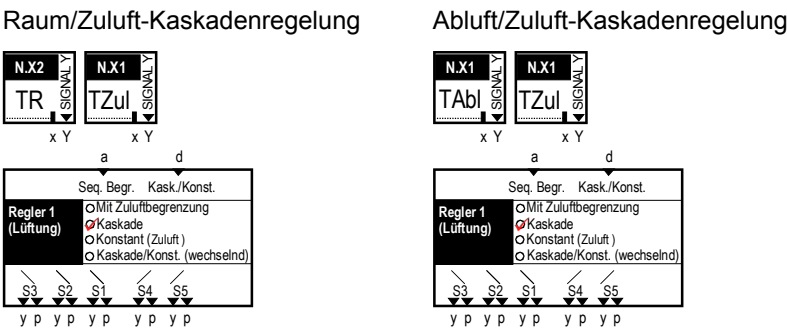 Raum/Zuluft-Kaskadenregelung
N.X2
TR
SIGNAL Y
N.X1
TZul
SIGNAL Y
x Y
a d
Seq. Begr. Kask./Konst.
Regler 1
(Lüftung)
Mit Zuluftbegrenzung
Kaskade
Konstant (Zuluft )
Kaskade/Konst. (wechselnd)
S3 S2 S1 S4 S5
y p y p y p y p y p
Abluft/Zuluft-Kaskadenregelung
N.X1
TAbl
SIGNAL Y
N.X1
TZul
SIGNAL Y
x Y
a d
Seq. Begr. Kask./Konst.
Regler 1
(Lüftung)
Mit Zuluftbegrenzung
Kaskade
Konstant (Zuluft )
Kaskade/Konst. (wechselnd)
S3 S2 S1 S4 S5
y p y p y p y p y p